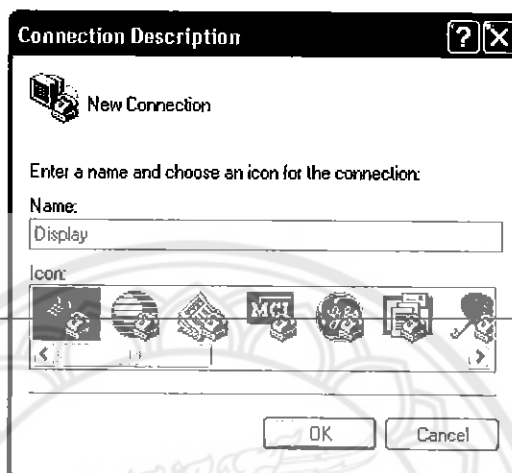 Connection Description
New Connection
Enter a name and choose an icon for the connection:
Name:
Display
Icon:
MCI
OK
Cancel